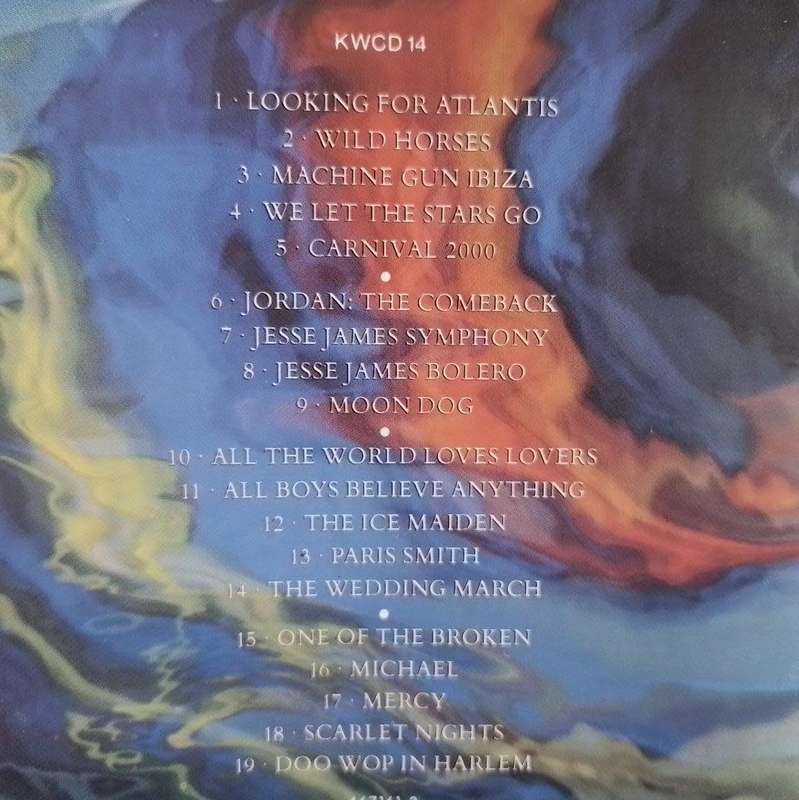 KWCD 14
1 · LOOKING FOR ATLANTIS
2 · WILD HORSES
3 · MACHINE GUN IBIZA
4 · WE LET THE STARS GO
5 · CARNIVAL 2000
6 · JORDAN: THE COMEBACK
7 · JESSE JAMES SYMPHONY
8 · JESSE JAMES BOLERO
9 · MOON DOG
10 · ALL THE WORLD LOVES LOVERS
11 · ALL BOYS BELIEVE ANYTHING
12 · THE ICE MAIDEN
13 · PARIS SMITH
14 · THE WEDDING MARCH
15 · ONE OF THE BROKEN
16 · MICHAEL
17 · MERCY
18 · SCARLET NIGHTS
19 · DOO WOP IN HARLEM